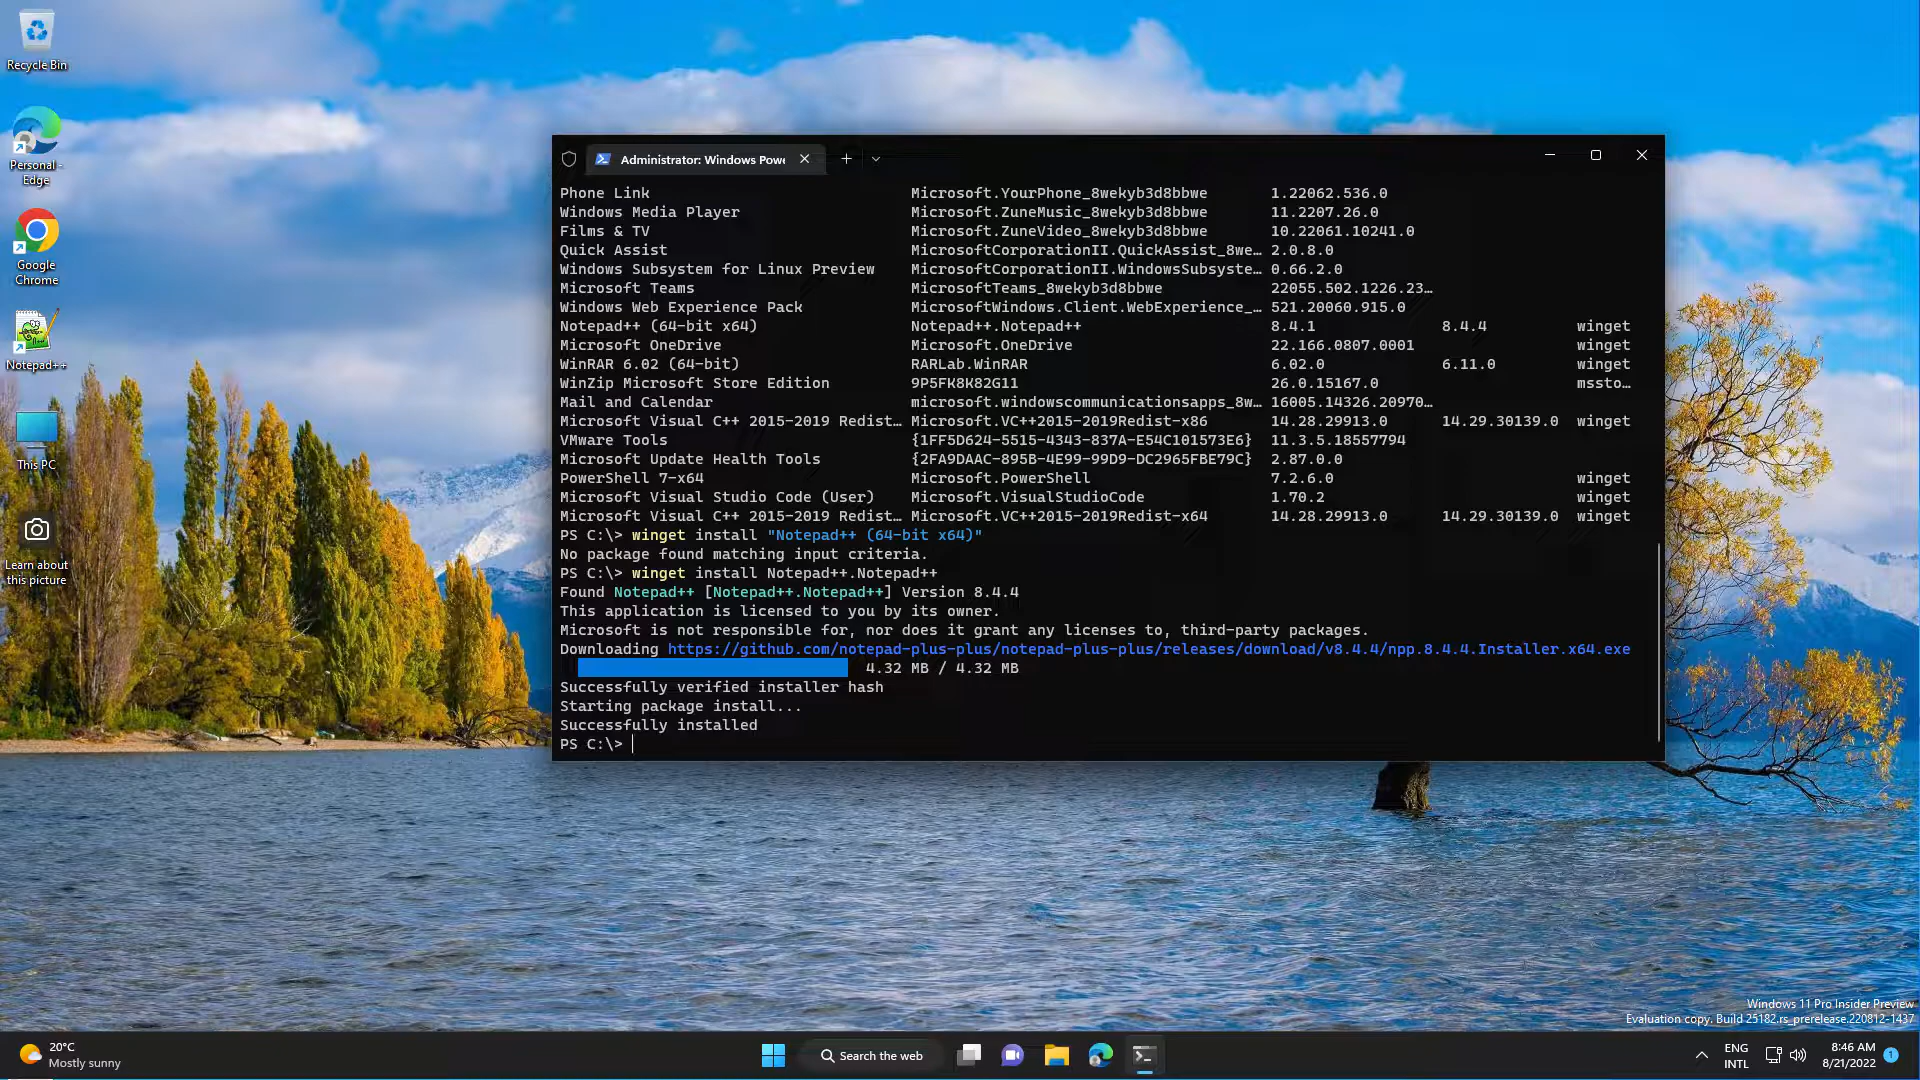 Recycle Bin
Personal -
Edge
Google
Chrome
Notepad++
This PC
Learn about
this picture
Administrator: Windows Powe
Phone Link Microsoft.YourPhone_8wekyb3d8bbwe 1.22062.536.0
Windows Media Player Microsoft.ZuneMusic_8wekyb3d8bbwe 11.2207.26.0
Films & TV Microsoft.ZuneVideo_8wekyb3d8bbwe 10.22061.10241.0
Quick Assist MicrosoftCorporationII.QuickAssist_8we… 2.0.8.0
Windows Subsystem for Linux Preview MicrosoftCorporationII.WindowsSubsyste… 0.66.2.0
Microsoft Teams MicrosoftTeams_8wekyb3d8bbwe 22055.502.1226.23…
Windows Web Experience Pack MicrosoftWindows.Client.WebExperience_… 521.20060.915.0
Notepad++ (64-bit x64) Notepad++.Notepad++ 8.4.1 8.4.4 winget
Microsoft OneDrive Microsoft.OneDrive 22.166.0807.0001 winget
WinRAR 6.02 (64-bit) RARLab.WinRAR 6.02.0 6.11.0 winget
WinZip Microsoft Store Edition 9P5FK8K82G11 26.0.15167.0 mssto…
Mail and Calendar microsoft.windowscommunicationsapps_8w… 16005.14326.20970…
Microsoft Visual C++ 2015-2019 Redist… Microsoft.VC++2015-2019Redist-x86 14.28.29913.0 14.29.30139.0 winget
VMware Tools {1FF5D624-5515-4343-837A-E54C101573E6} 11.3.5.18557794
Microsoft Update Health Tools {2FA9DAAC-895B-4E99-99D9-DC2965FBE79C} 2.87.0.0
PowerShell 7-x64 Microsoft.PowerShell 7.2.6.0 winget
Microsoft Visual Studio Code (User) Microsoft.VisualStudioCode 1.70.2 winget
Microsoft Visual C++ 2015-2019 Redist… Microsoft.VC++2015-2019Redist-x64 14.28.29913.0 14.29.30139.0 winget
PS C:\> winget install "Notepad++ (64-bit x64)"
No package found matching input criteria.
PS C:\> winget install Notepad++.Notepad++
Found Notepad++ [Notepad++.Notepad++] Version 8.4.4
This application is licensed to you by its owner.
Microsoft is not responsible for, nor does it grant any licenses to, third-party packages.
Downloading https://github.com/notepad-plus-plus/notepad-plus-plus/releases/download/v8.4.4/npp.8.4.4.Installer.x64.exe
4.32 MB / 4.32 MB
Successfully verified installer hash
Starting package install...
Successfully installed
PS C:\>
Windows 11 Pro Insider Preview
Evaluation copy. Build 25182.rs_prerelease.220812-1437
20°C
Mostly sunny
Search the web
ENG
INTL
8:46 AM
8/21/2022
1